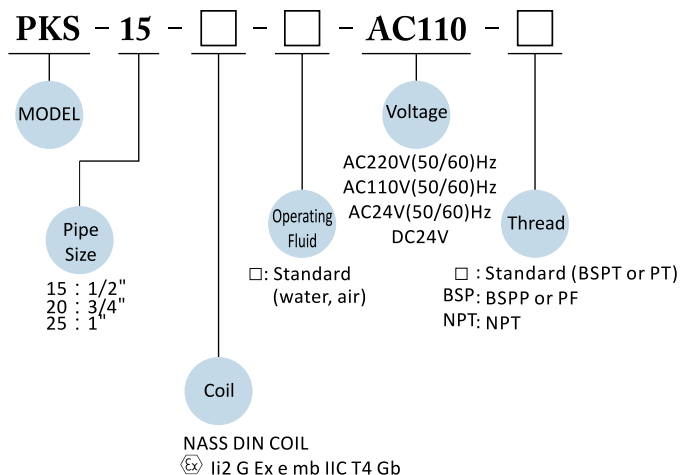 PKS - 15 - □ - □ - AC110 - □
MODEL
Voltage
AC220V(50/60)Hz
AC110V(50/60)Hz
AC24V(50/60)Hz
DC24V
Pipe
Size
15 : 1/2"
20 : 3/4"
25 : 1"
Operating
Fluid
□: Standard
(water, air)
Thread
□ : Standard (BSPT or PT)
BSP: BSPP or PF
NPT: NPT
Coil
NASS DIN COIL
Ex Ii2 G Ex e mb IIC T4 Gb